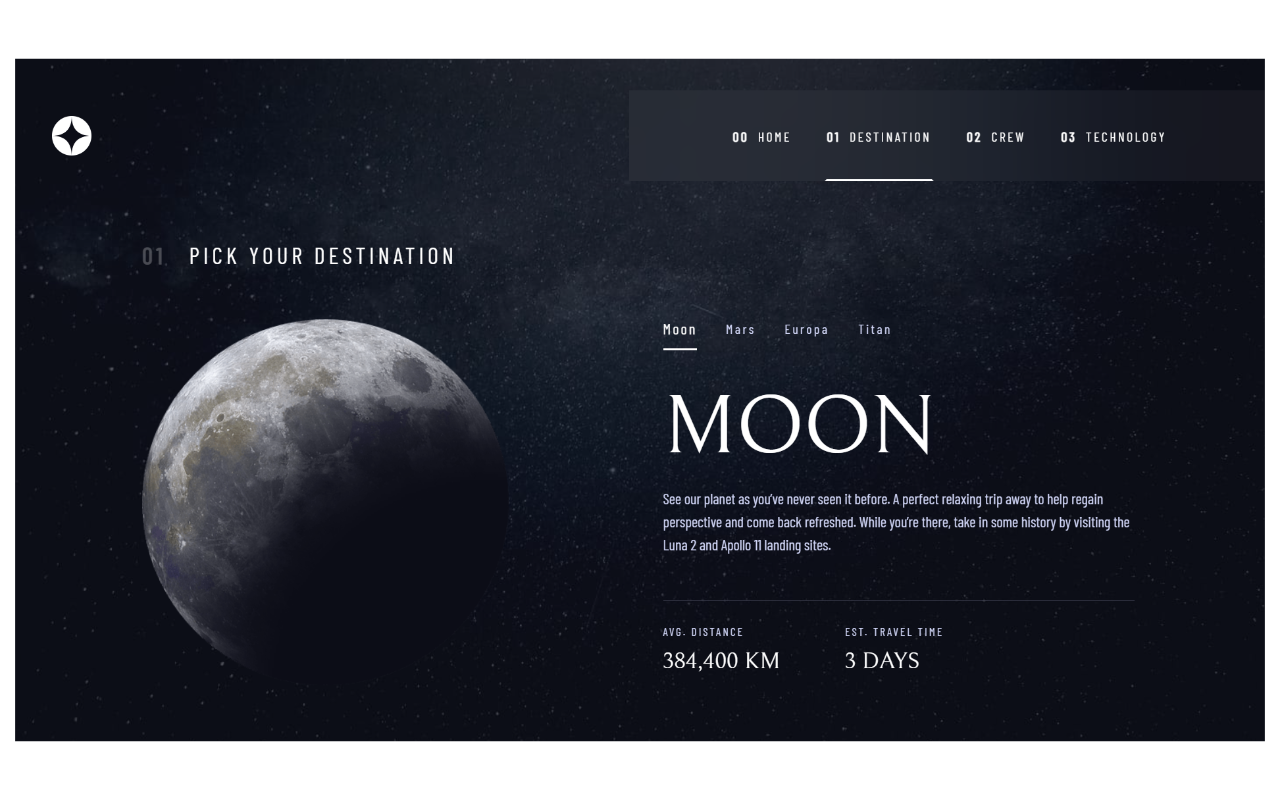 00 HOME 01 DESTINATION 02 CREW 03 TECHNOLOGY
01 PICK YOUR DESTINATION
Moon Mars Europa Titan
MOON
See our planet as you’ve never seen it before. A perfect relaxing trip away to help regain
perspective and come back refreshed. While you’re there, take in some history by visiting the
Luna 2 and Apollo 11 landing sites.
AVG. DISTANCE EST. TRAVEL TIME
384,400 KM 3 DAYS